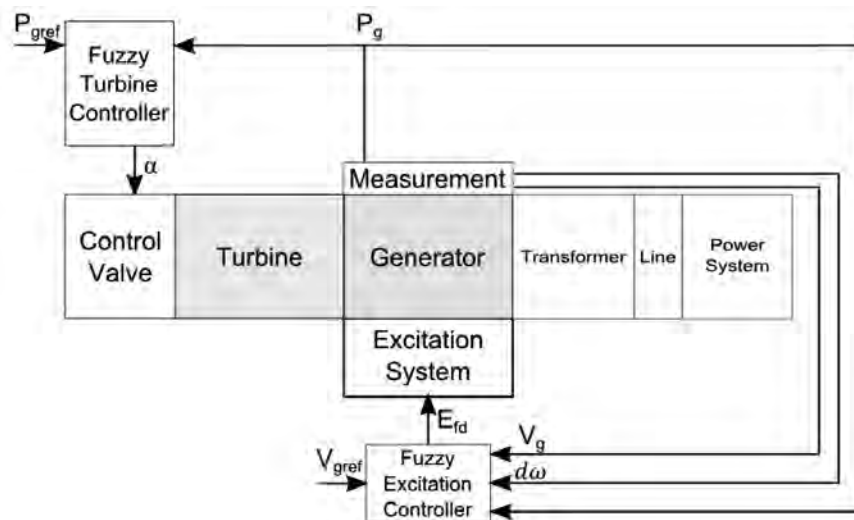 P_gref
P_g
Fuzzy
Turbine
Controller
α
Measurement
Control
Valve
Turbine
Generator
Transformer
Line
Power
System
Excitation
System
E_fd
V_g
V_gref
Fuzzy
Excitation
Controller
dω